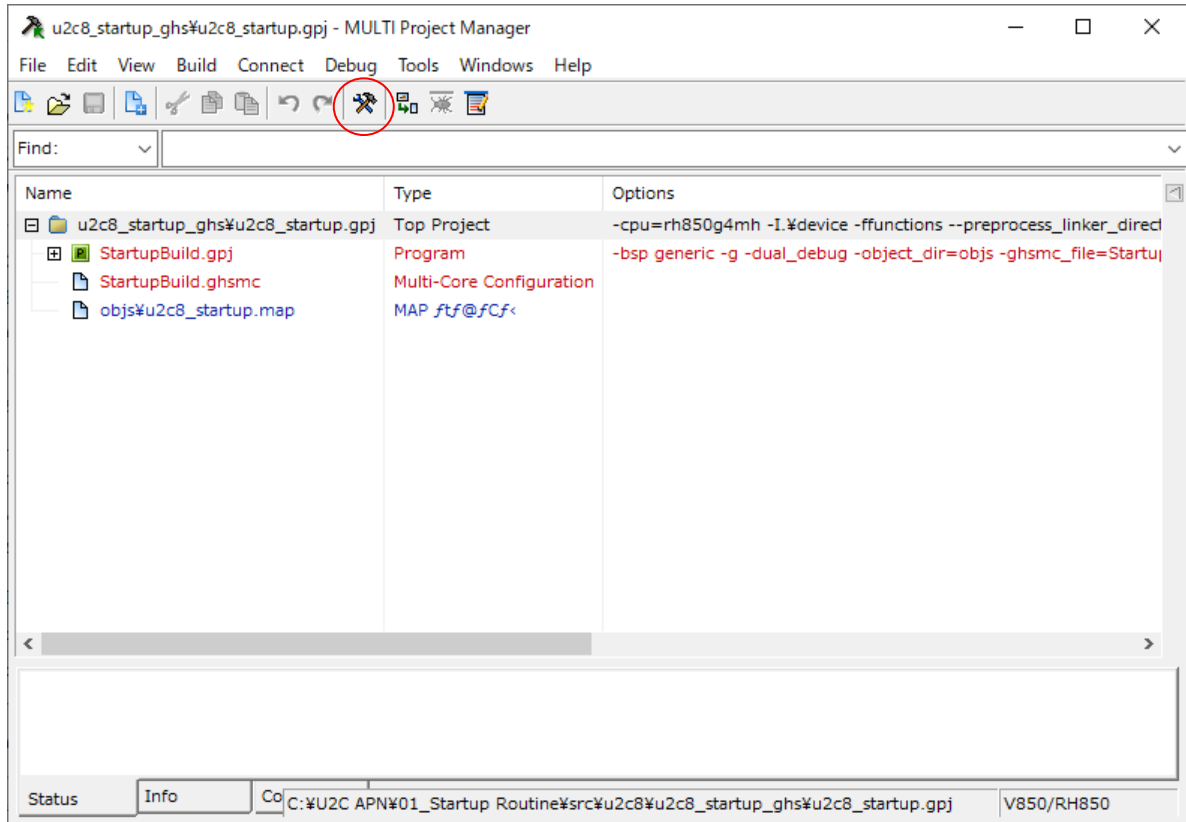 u2c8_startup_ghs¥u2c8_startup.gpj - MULTI Project Manager
File Edit View Build Connect Debug Tools Windows Help
Find:
Name Type Options
u2c8_startup_ghs¥u2c8_startup.gpj Top Project -cpu=rh850g4mh -I.¥device -ffunctions --preprocess_linker_direct
StartupBuild.gpj Program -bsp generic -g -dual_debug -object_dir=objs -ghsmc_file=Startu
StartupBuild.ghsmc Multi-Core Configuration
objs¥u2c8_startup.map MAP ƒtƒ@ƒCƒ‹
Status Info Co C:¥U2C APN¥01_Startup Routine¥src¥u2c8¥u2c8_startup_ghs¥u2c8_startup.gpj V850/RH850